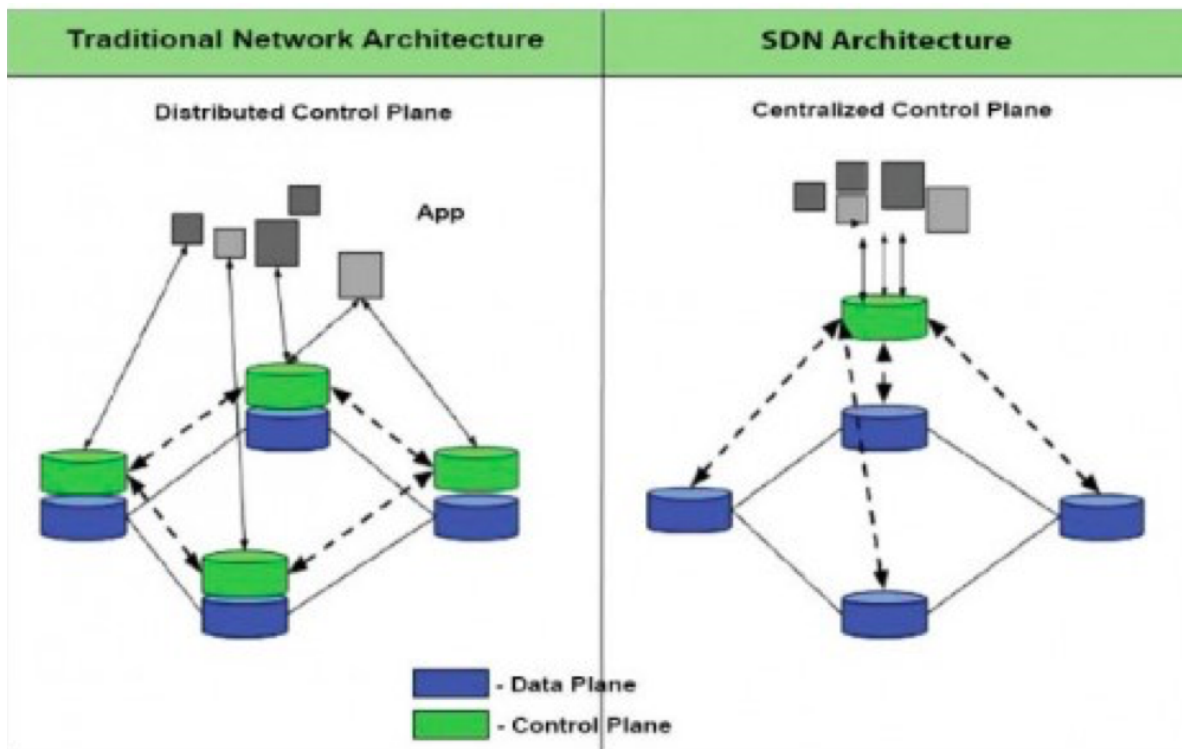 Traditional Network Architecture
SDN Architecture
Distributed Control Plane
Centralized Control Plane
App
- Data Plane
- Control Plane